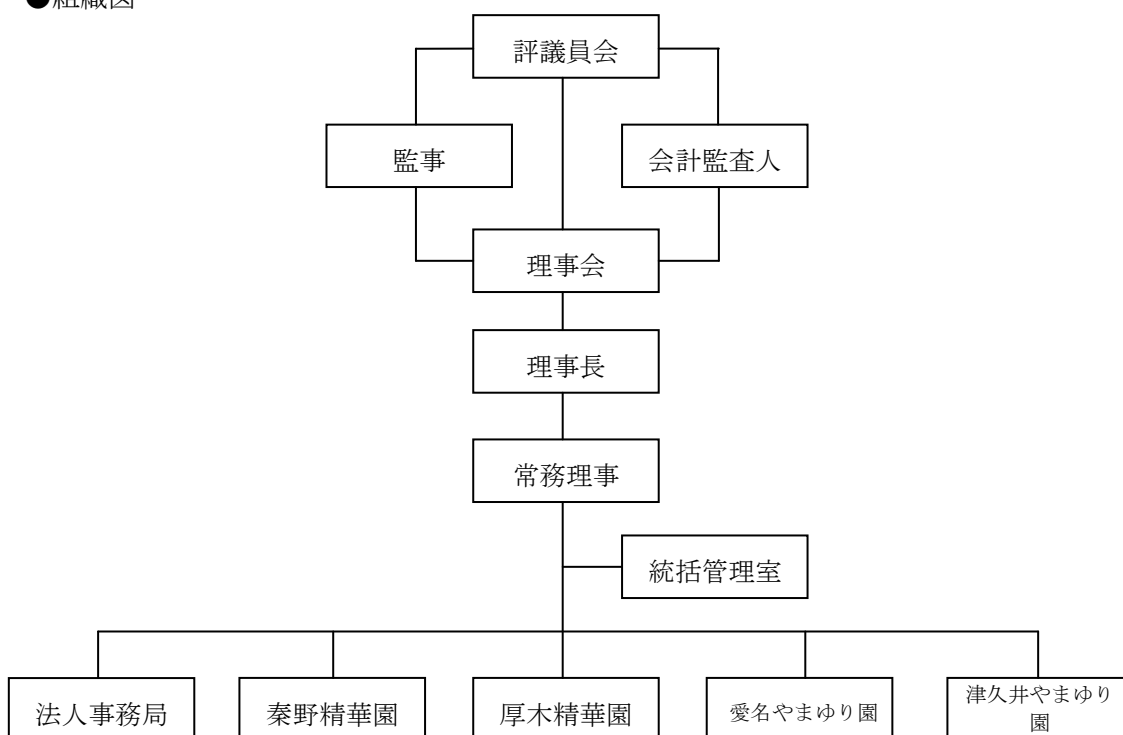 ●組織図
評議員会
監事
会計監査人
理事会
理事長
常務理事
統括管理室
法人事務局
秦野精華園
厚木精華園
愛名やまゆり園
津久井やまゆり
園